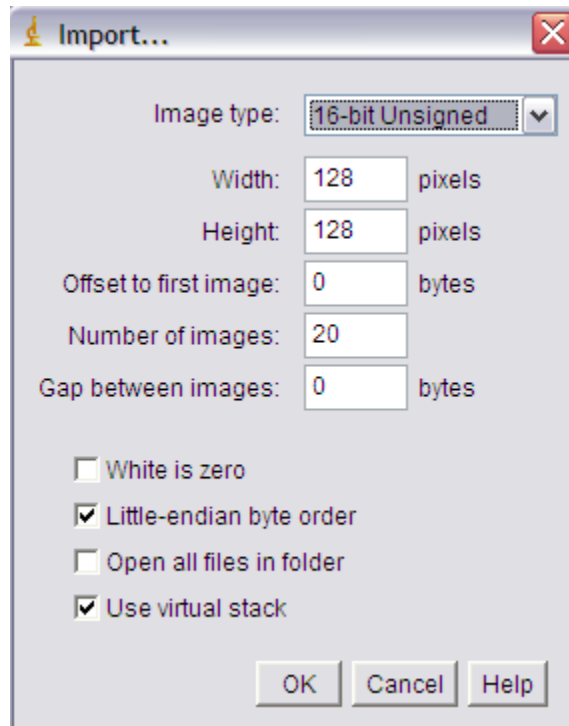 Import...
Image type: 16-bit Unsigned
Width: 128 pixels
Height: 128 pixels
Offset to first image: 0 bytes
Number of images: 20
Gap between images: 0 bytes
White is zero
Little-endian byte order
Open all files in folder
Use virtual stack
OK Cancel Help